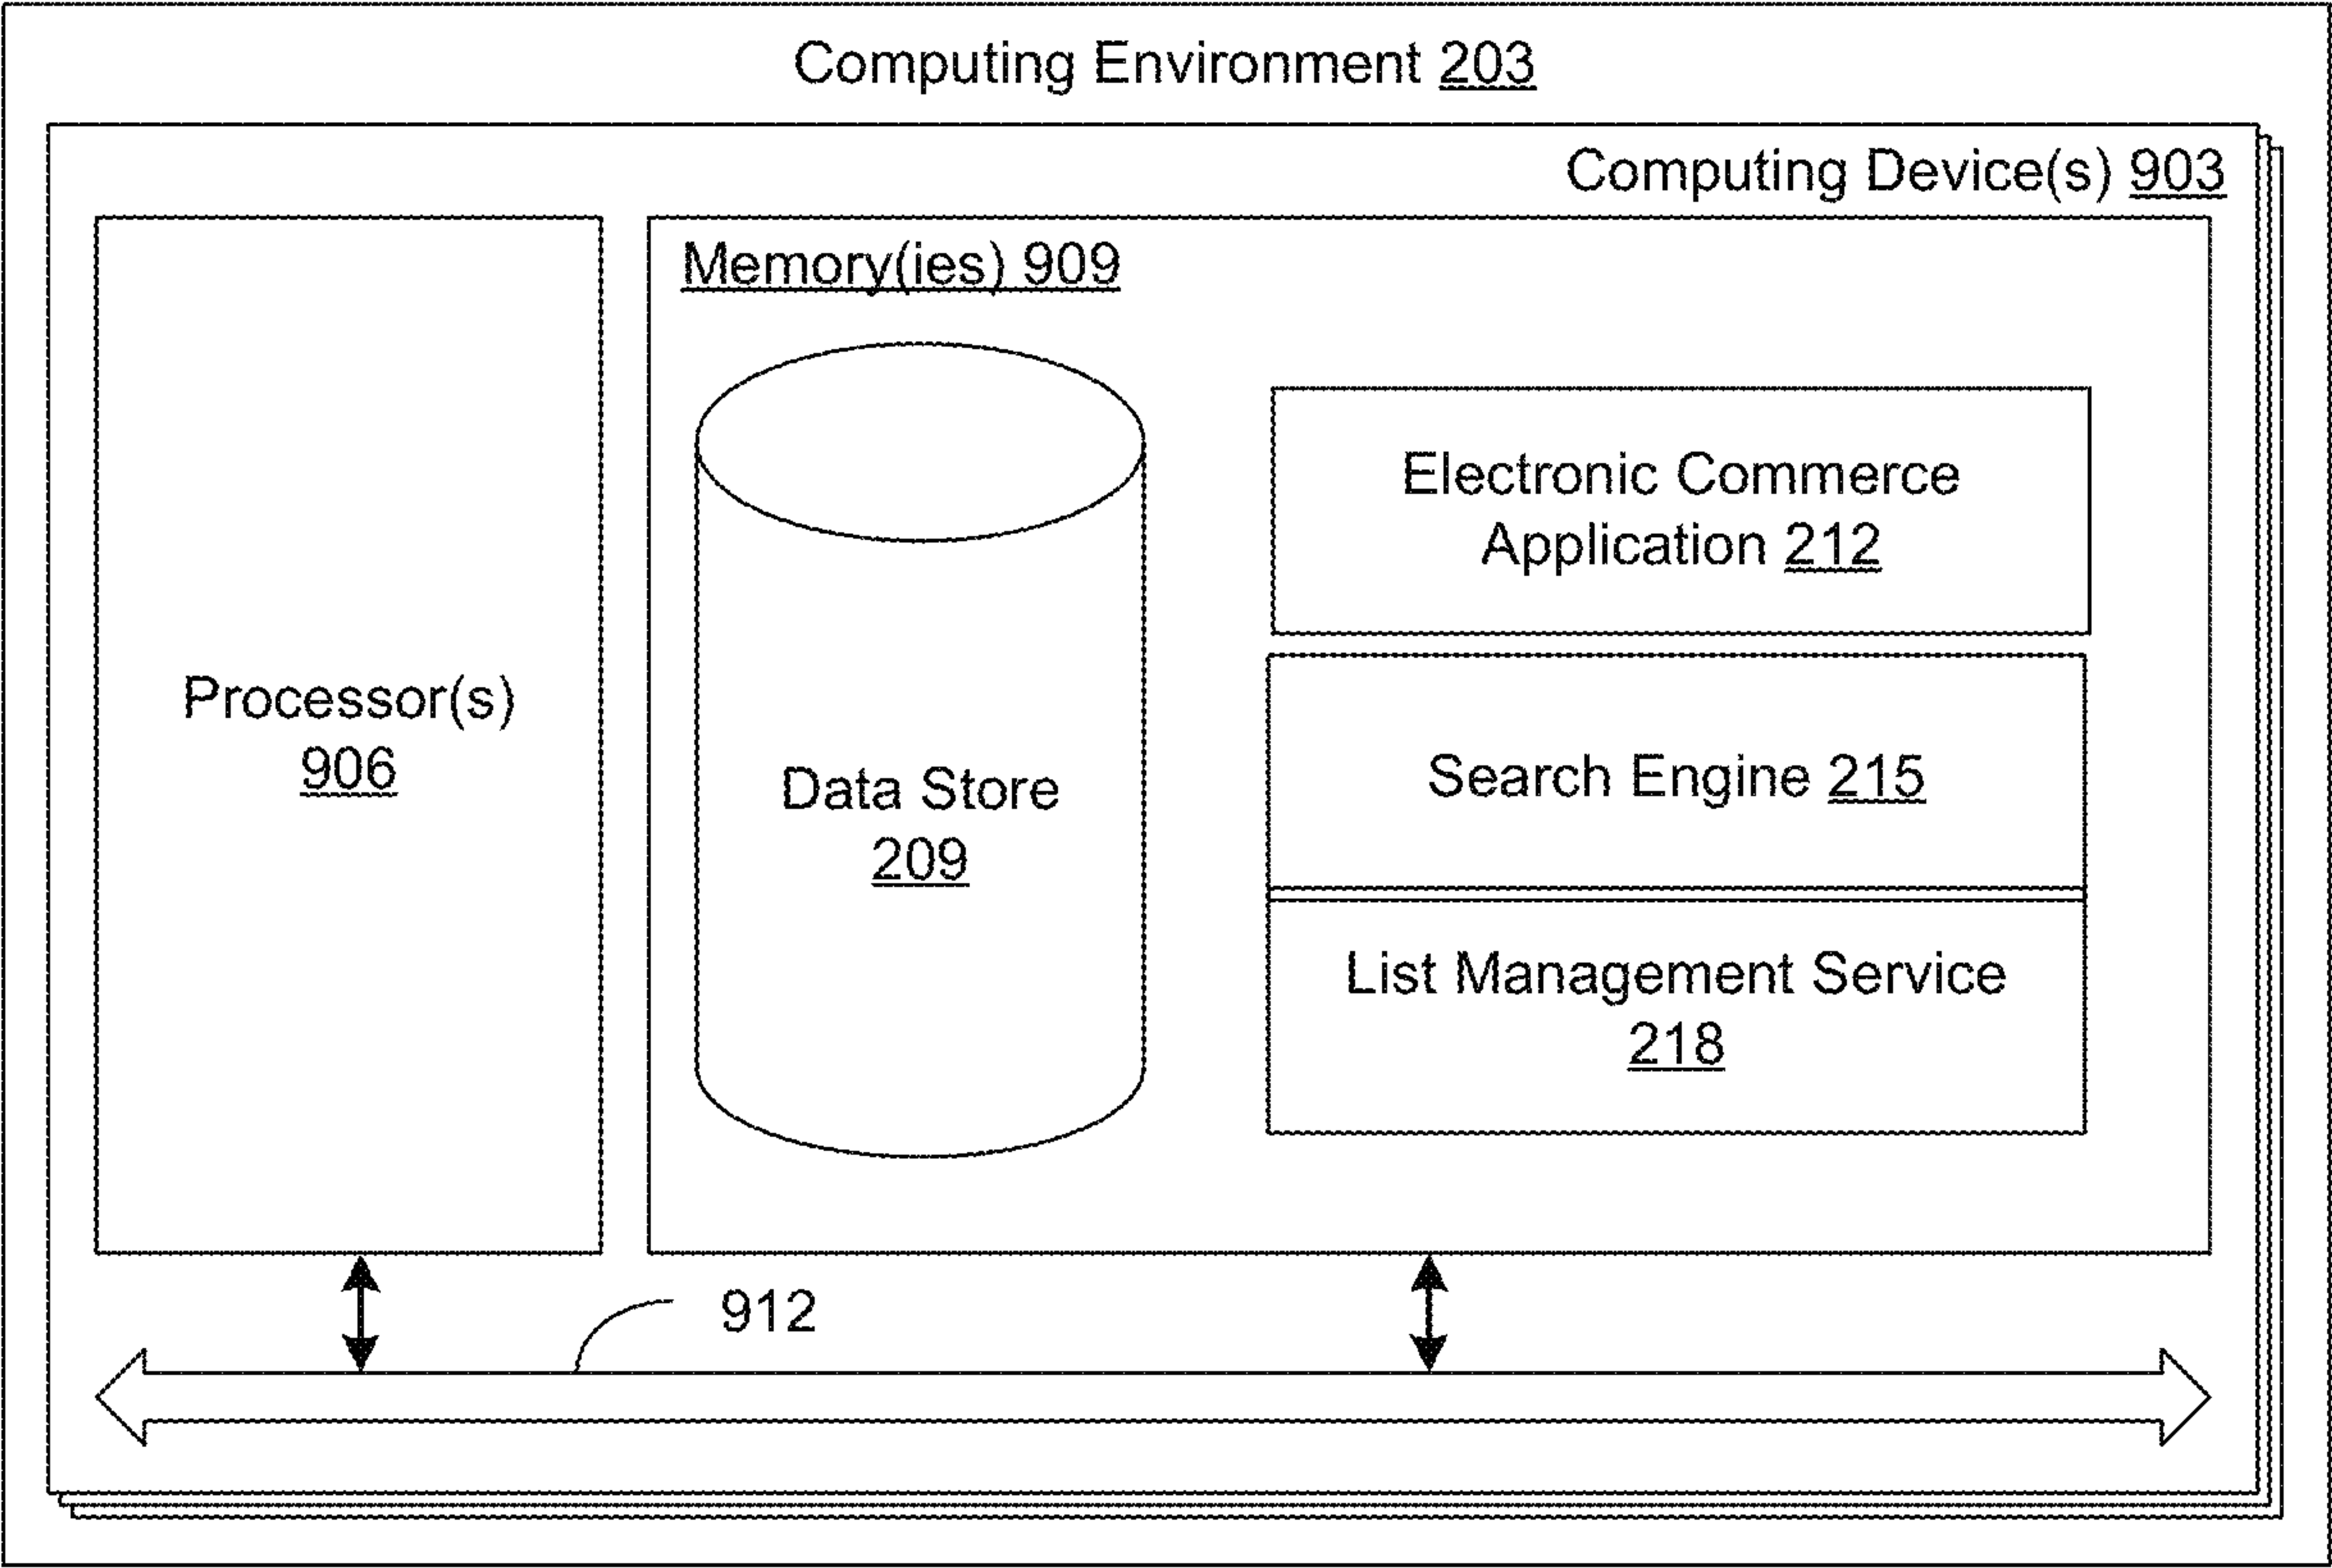 Computing Environment 203
Computing Device(s) 903
Memory(ies) 909
Processor(s)
906
Data Store
209
Electronic Commerce
Application 212
Search Engine 215
List Management Service
218
912